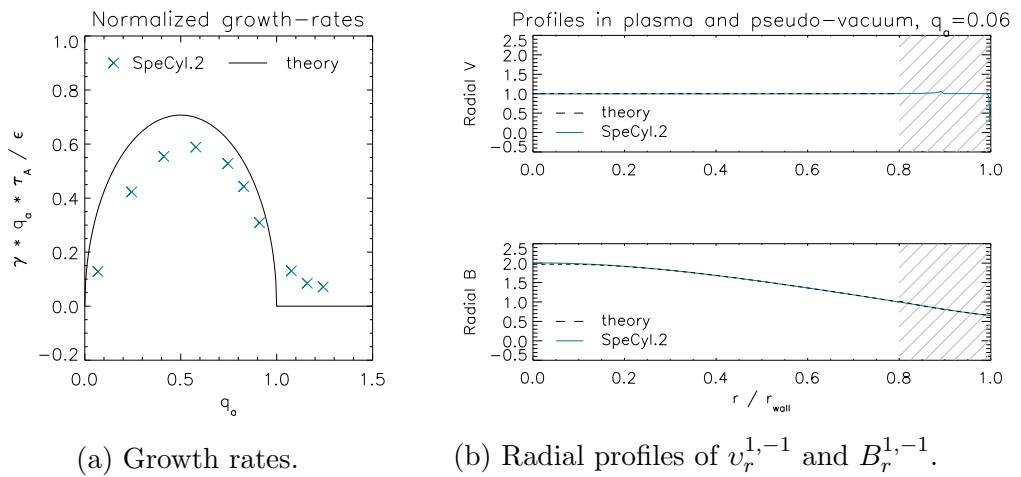 Normalized growth-rates
1.0
0.8
0.6
0.4
0.2
0.0
-0.2
γ * qₐ * τ_A / ϵ
× SpeCyl.2 — theory
0.0 0.5 1.0 1.5
qₐ
(a) Growth rates.
Profiles in plasma and pseudo-vacuum, qₐ=0.06
2.5
2.0
1.5
1.0
0.5
0.0
-0.5
Radial V
theory
SpeCyl.2
0.0 0.2 0.4 0.6 0.8 1.0
2.5
2.0
1.5
1.0
0.5
0.0
-0.5
Radial B
theory
SpeCyl.2
0.0 0.2 0.4 0.6 0.8 1.0
r / r_wall
(b) Radial profiles of v_r^{1,-1} and B_r^{1,-1}.